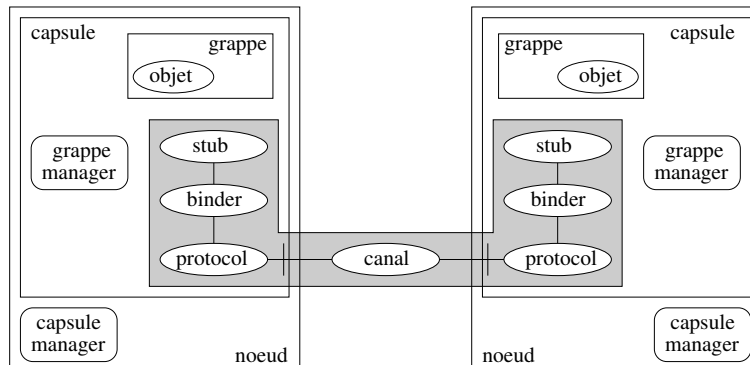 capsule
grappe
objet
stub
grappe
manager
binder
protocol
capsule
manager
noeud
canal
capsule
grappe
objet
stub
grappe
manager
binder
protocol
capsule
manager
noeud